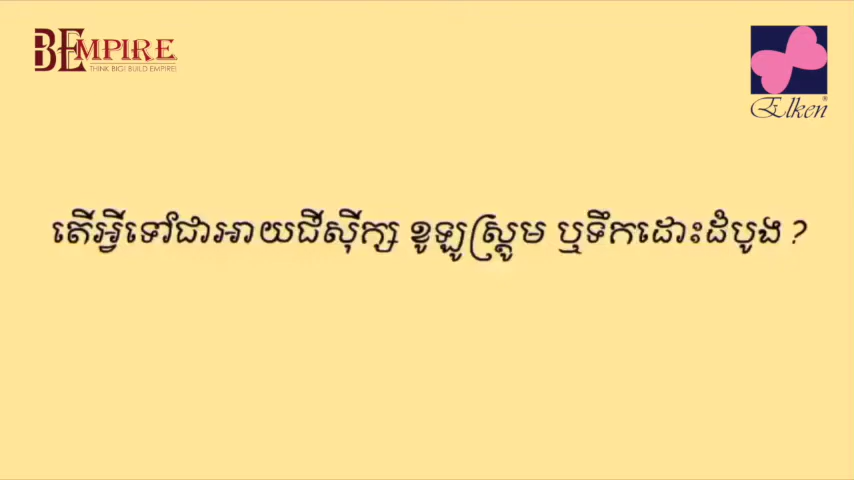 BEMPIRE
THINK BIG! BUILD EMPIRE!
Elken®
តើអ្វីទៅជាអាយជីស៊ីក្ស ខូឡូស្ត្រូម ឬទឹកដោះដំបូង ?